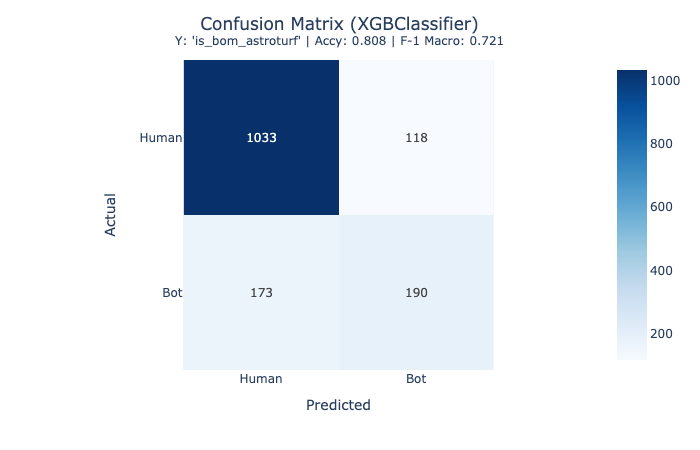 Confusion Matrix (XGBClassifier)
Y: 'is_bom_astroturf' | Accy: 0.808 | F-1 Macro: 0.721
Human 1033 118
Bot 173 190
Human Bot
Actual
Predicted
1000
800
600
400
200